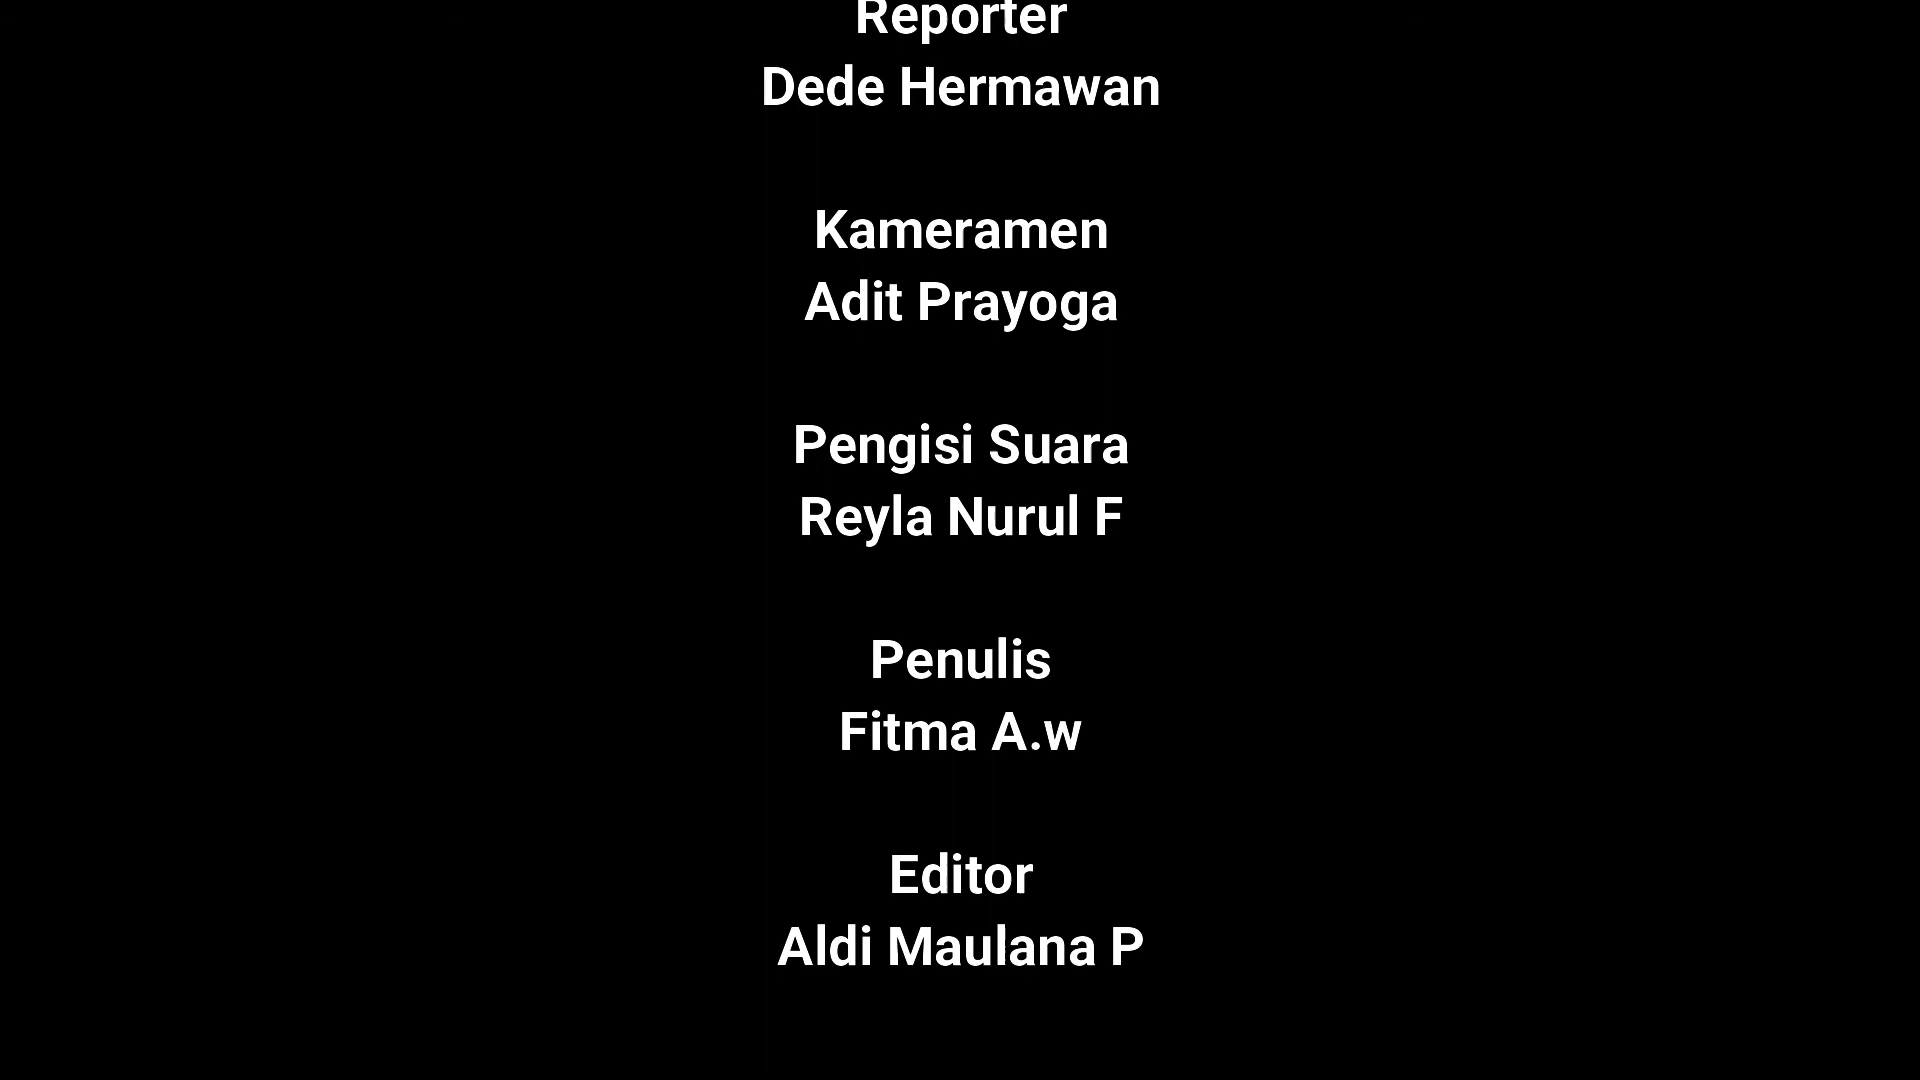 Reporter
Dede Hermawan
Kameramen
Adit Prayoga
Pengisi Suara
Reyla Nurul F
Penulis
Fitma A.w
Editor
Aldi Maulana P